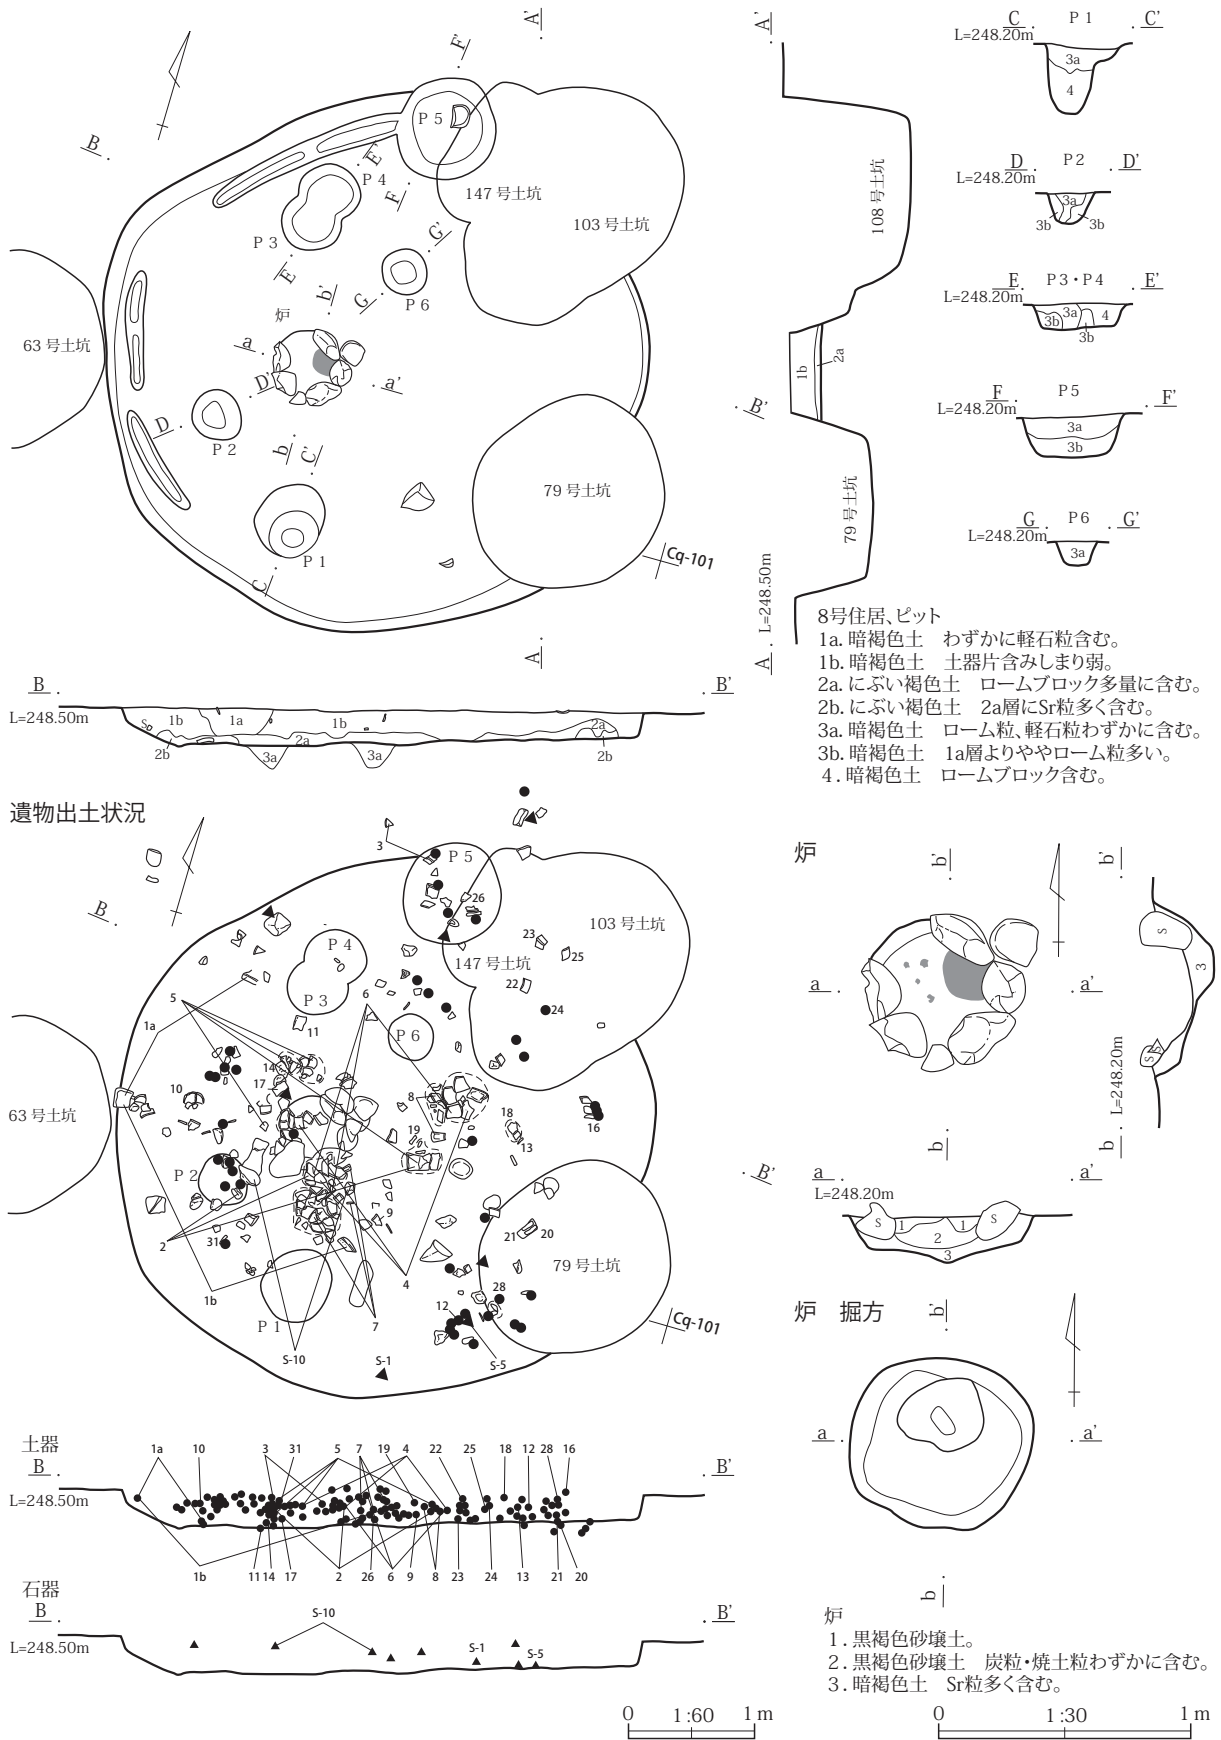 A'
F'
B
P 5
E'
P 4
F
147号土坑
103号土坑
P 3
E
G'
G
P 6
b'
炉
63号土坑
a
a'
D'
D
P 2
b
C'
79号土坑
P 1
C
Cq-101
B'
A
B
B'
L=248.50m
S
1b
1a
1b
2a
2a
2b
3a
3a
2b
A'
108号土坑
1b
2a
79号土坑
L=248.50m
A
C P 1 C'
L=248.20m
3a
4
D P2 D'
L=248.20m
3a
3b
3b
E P3・P4 E'
L=248.20m
3a
3b
4
3b
F P5 F'
L=248.20m
3a
3b
G P6 G'
L=248.20m
3a
8号住居、ピット
1a. 暗褐色土　わずかに軽石粒含む。
1b. 暗褐色土　土器片含みしまり弱。
2a. にぶい褐色土　ロームブロック多量に含む。
2b. にぶい褐色土　2a層にSr粒多く含む。
3a. 暗褐色土　ローム粒、軽石粒わずかに含む。
3b. 暗褐色土　1a層よりややローム粒多い。
4. 暗褐色土　ロームブロック含む。
遺物出土状況
B
3
P 5
26
103号土坑
P 4
147号土坑
23
25
22
24
P 3
5
6
1a
11
P 6
14
17
10
8
18
19
13
16
63号土坑
P 2
9
2
31
21
20
79号土坑
4
28
1b
12
7
P 1
S-10
S-1
S-5
Cq-101
B'
炉
b'
a
a'
b
b'
S
3
S
L=248.20m
b
a
a'
L=248.20m
S
1
1
S
2
3
炉　掘方
b'
a
a'
b
土器
1a 10 3 31 5 7 19 4 22 25 18 12 28 16
B
B'
L=248.50m
1b 11 14 17 2 26 6 9 8 23 24 13 21 20
石器
B
B'
S-10
L=248.50m
S-1
S-5
炉
1. 黒褐色砂壌土。
2. 黒褐色砂壌土　炭粒・焼土粒わずかに含む。
3. 暗褐色土　Sr粒多く含む。
0 1:60 1 m
0 1:30 1 m